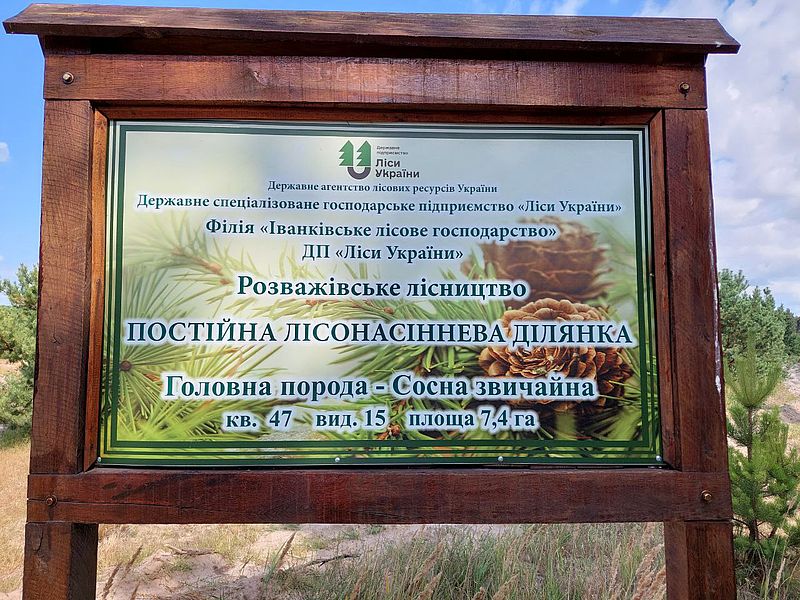 Державне
підприємство
Ліси
України
Державне агентство лісових ресурсів України
Державне спеціалізоване господарське підприємство «Ліси України»
Філія «Іванківське лісове господарство»
ДП «Ліси України»
Розважівське лісництво
ПОСТІЙНА ЛІСОНАСІННЕВА ДІЛЯНКА
Головна порода - Сосна звичайна
кв. 47 вид. 15 площа 7,4 га